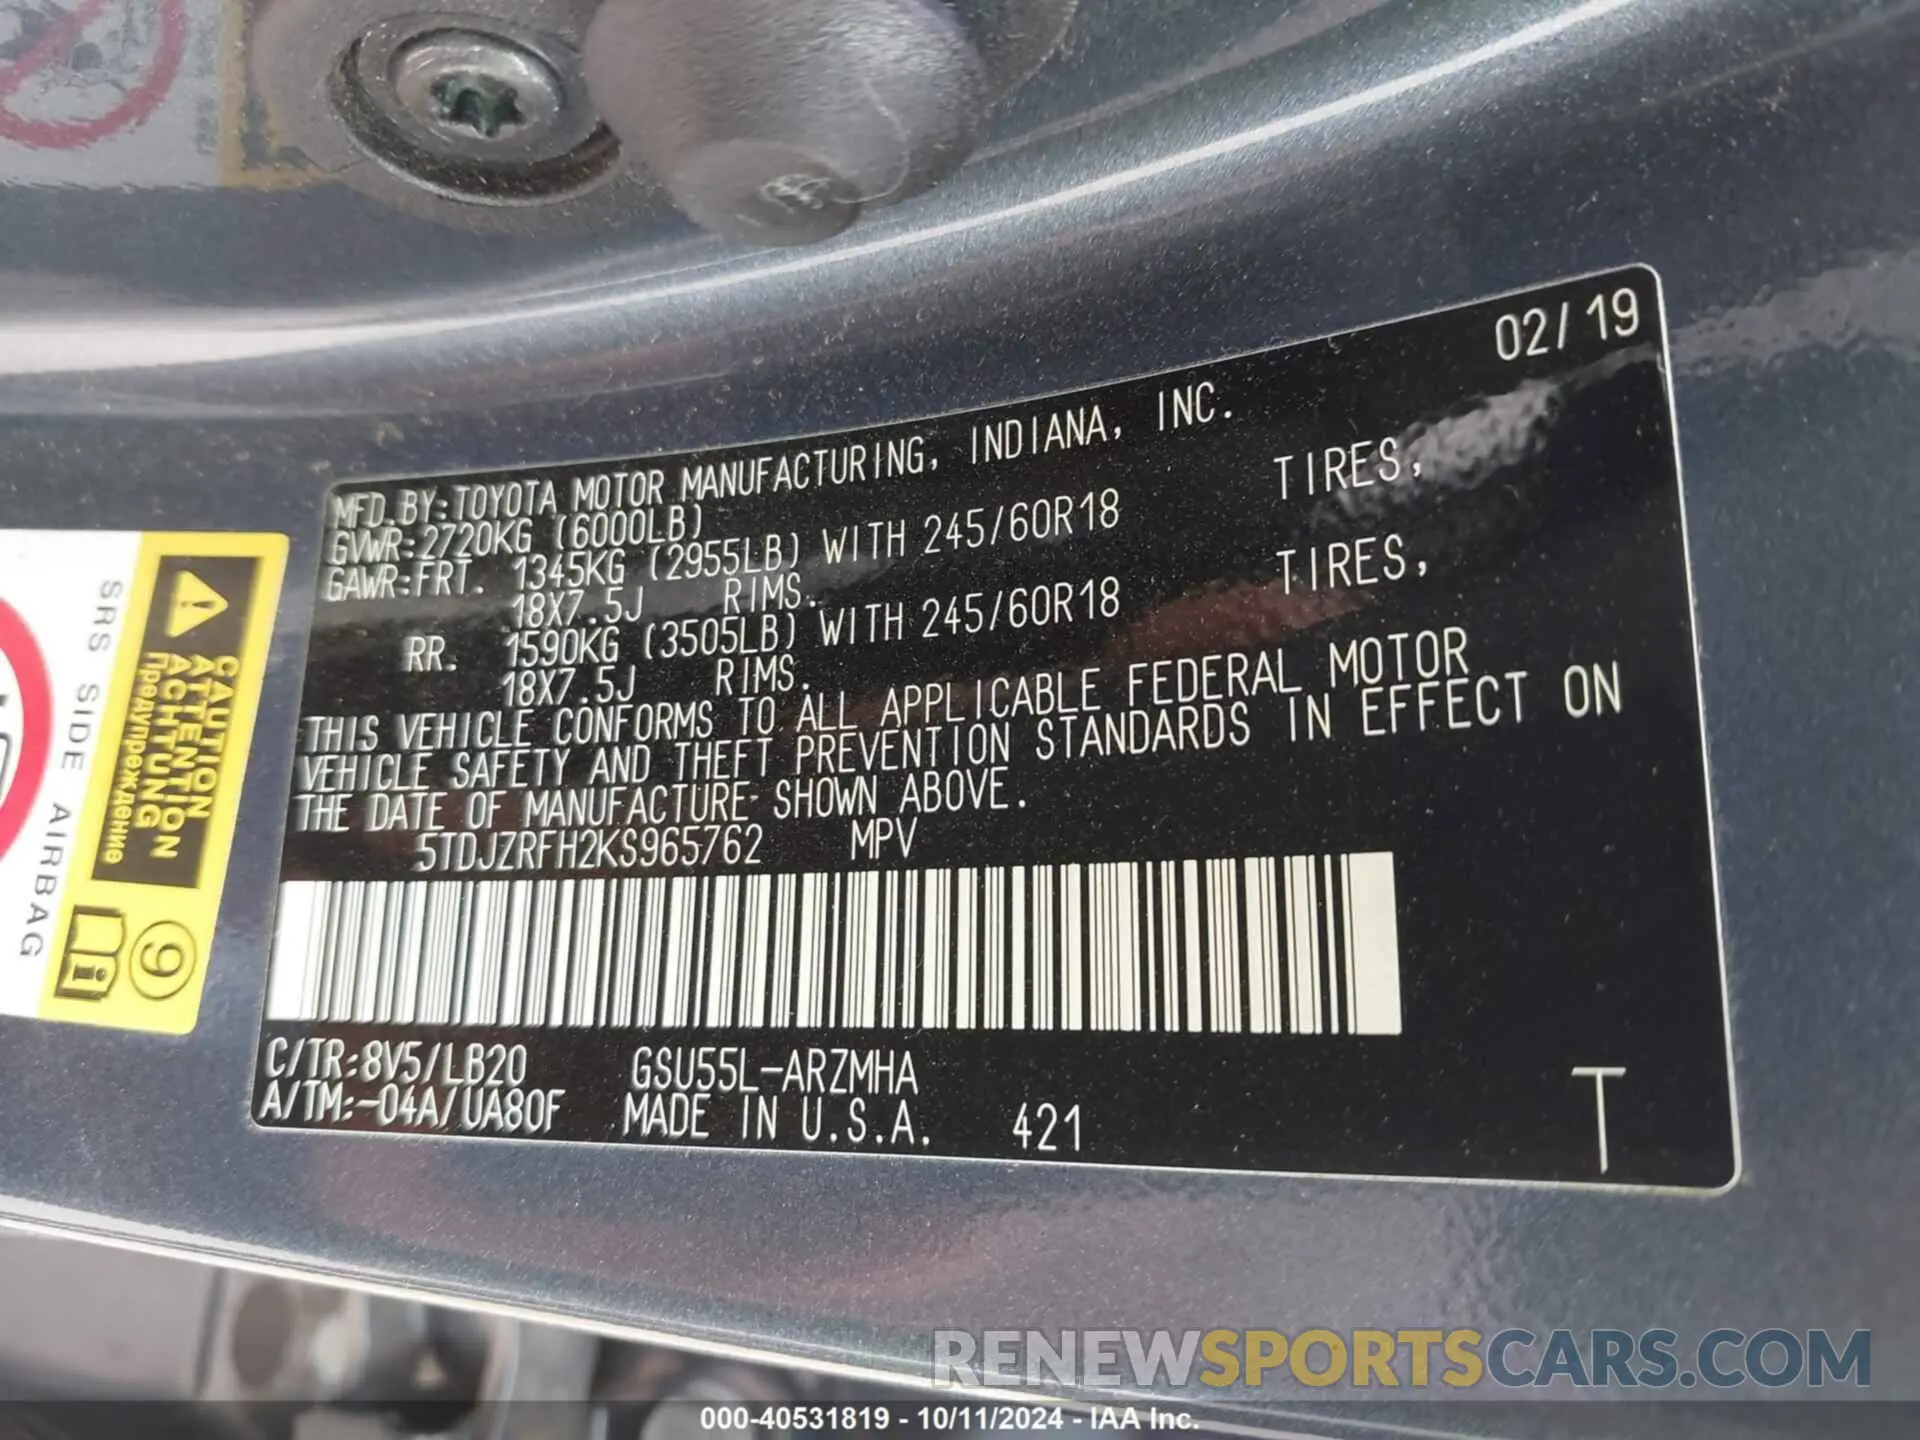 02/19
MFD.BY:TOYOTA MOTOR MANUFACTURING, INDIANA, INC.
GVWR:2720KG (6000LB)
GAWR:FRT. 1345KG (2955LB) WITH 245/60R18 TIRES,
18X7.5J RIMS.
RR. 1590KG (3505LB) WITH 245/60R18 TIRES,
18X7.5J RIMS.
THIS VEHICLE CONFORMS TO ALL APPLICABLE FEDERAL MOTOR
VEHICLE SAFETY AND THEFT PREVENTION STANDARDS IN EFFECT ON
THE DATE OF MANUFACTURE SHOWN ABOVE.
5TDJZRFH2KS965762 MPV
C/TR:8V5/LB20 GSU55L-ARZMHA
A/TM:-04A/UA80F MADE IN U.S.A. 421
T
CAUTION
ATTENTION
ACHTUNG
Предупреждение
SRS SIDE AIRBAG
9
i
RENEWSPORTSCARS.COM
000-40531819 - 10/11/2024 - IAA Inc.